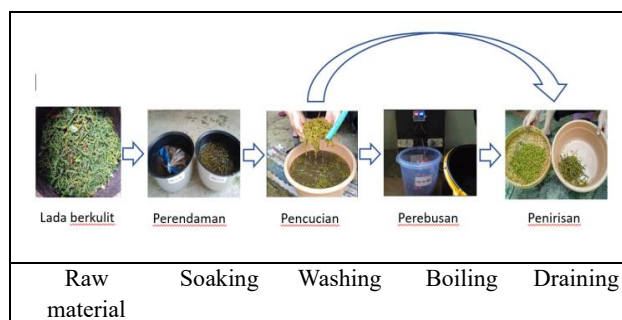 Lada berkulit
Perendaman
Pencucian
Perebusan
Penirisan
Raw material
Soaking
Washing
Boiling
Draining